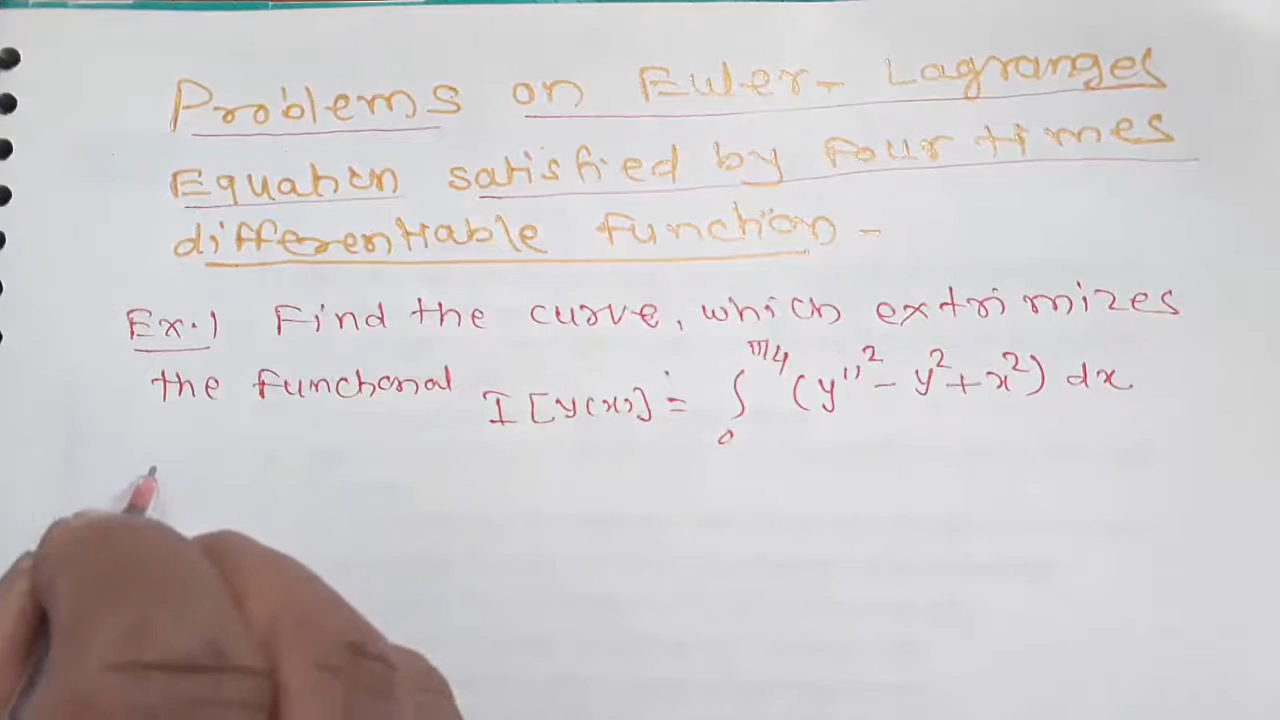 Problems on Euler- Lagranges
Equation satisfied by four times
differentiable function -
Ex.1 Find the curve, which extrimizes
the functional I[y(x)] = ∫₀^{π/4} (y''² - y² + x²) dx